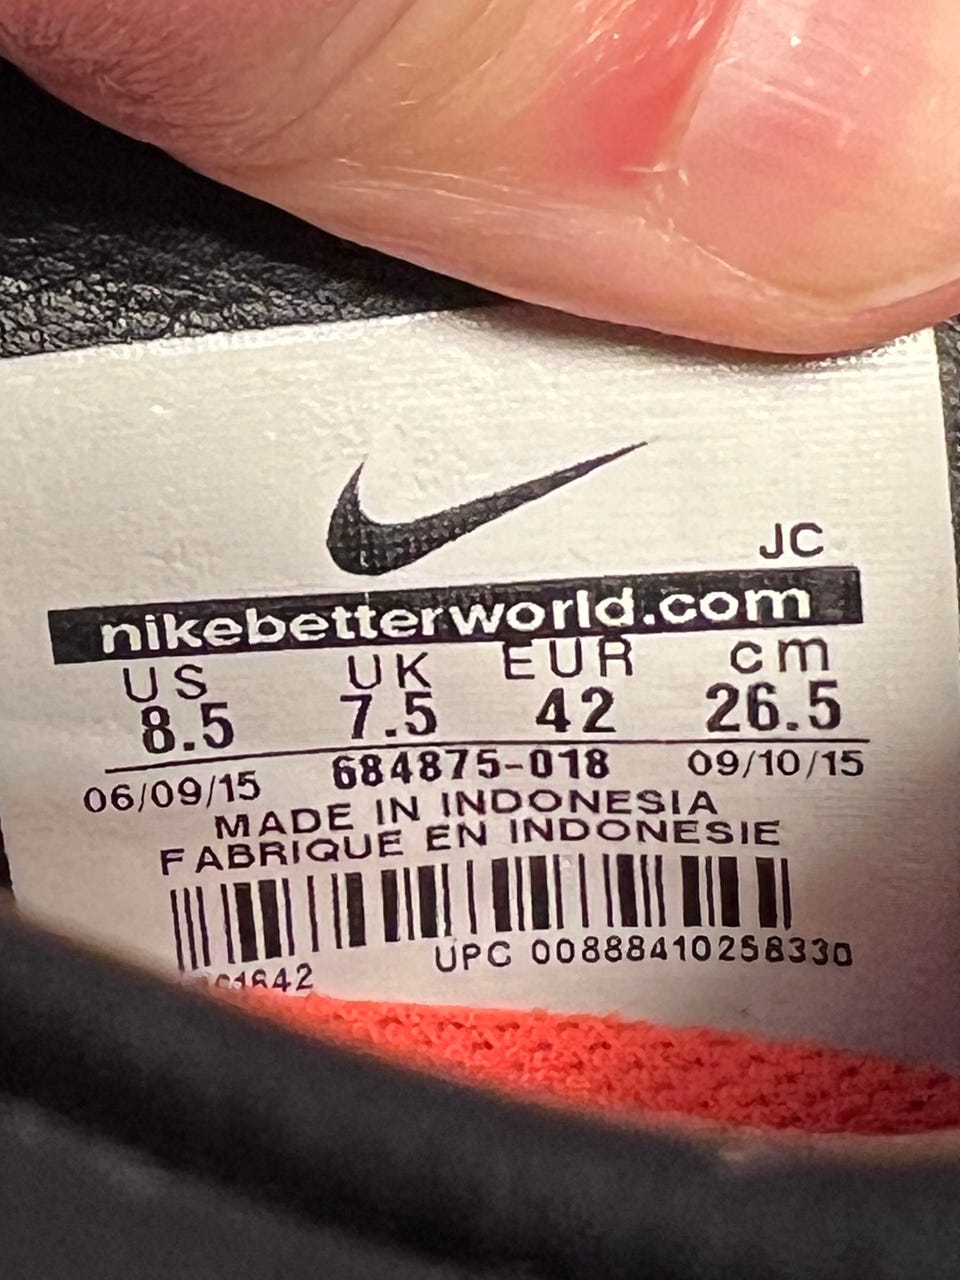 JC
nikebetterworld.com
US UK EUR cm
8.5 7.5 42 26.5
06/09/15 684875-018 09/10/15
MADE IN INDONESIA
FABRIQUE EN INDONESIE
UPC 00888410258330